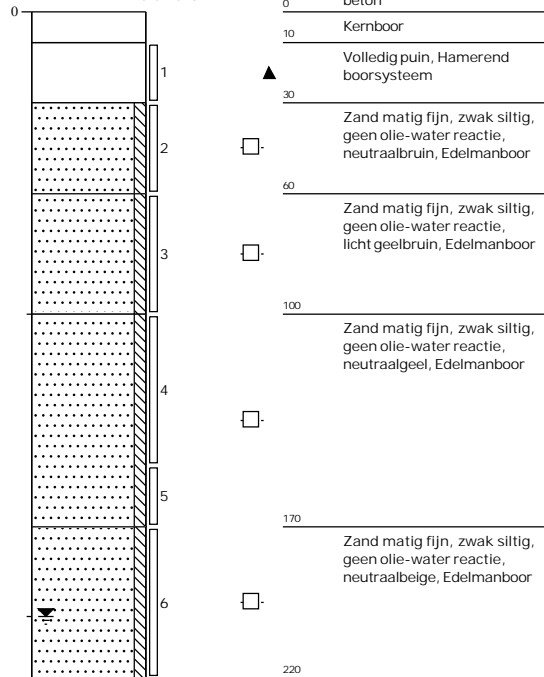 0
beton
0
10
Kernboor
1
Volledig puin, Hamerend
boorsysteem
30
2
Zand matig fijn, zwak siltig,
geen olie-water reactie,
neutraalbruin, Edelmanboor
60
3
Zand matig fijn, zwak siltig,
geen olie-water reactie,
licht geelbruin, Edelmanboor
100
4
Zand matig fijn, zwak siltig,
geen olie-water reactie,
neutraalgeel, Edelmanboor
5
170
6
Zand matig fijn, zwak siltig,
geen olie-water reactie,
neutraalbeige, Edelmanboor
220